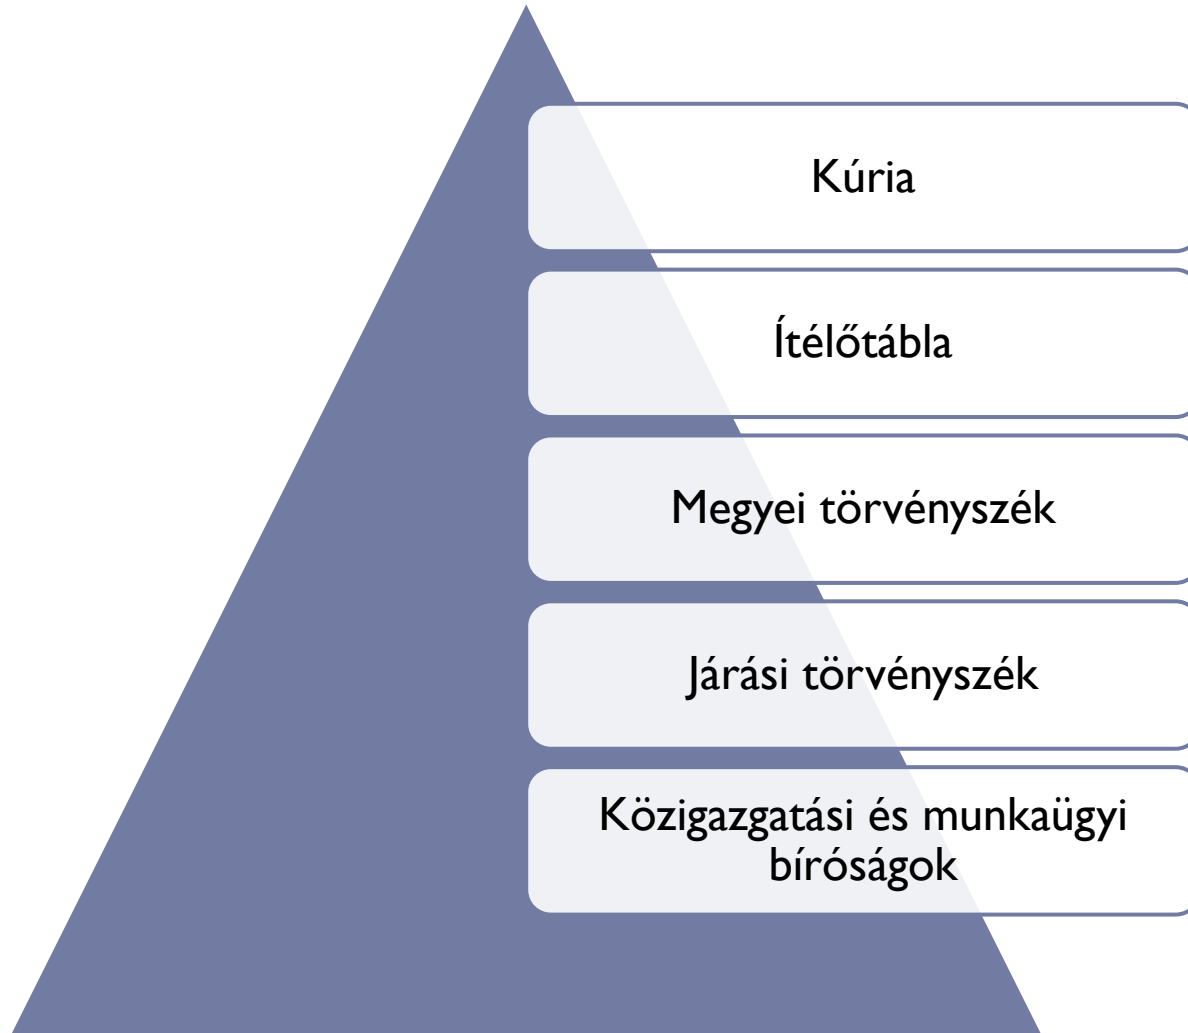 Kúria
Ítélőtábla
Megyei törvényszék
Járási törvényszék
Közigazgatási és munkaügyi
bíróságok